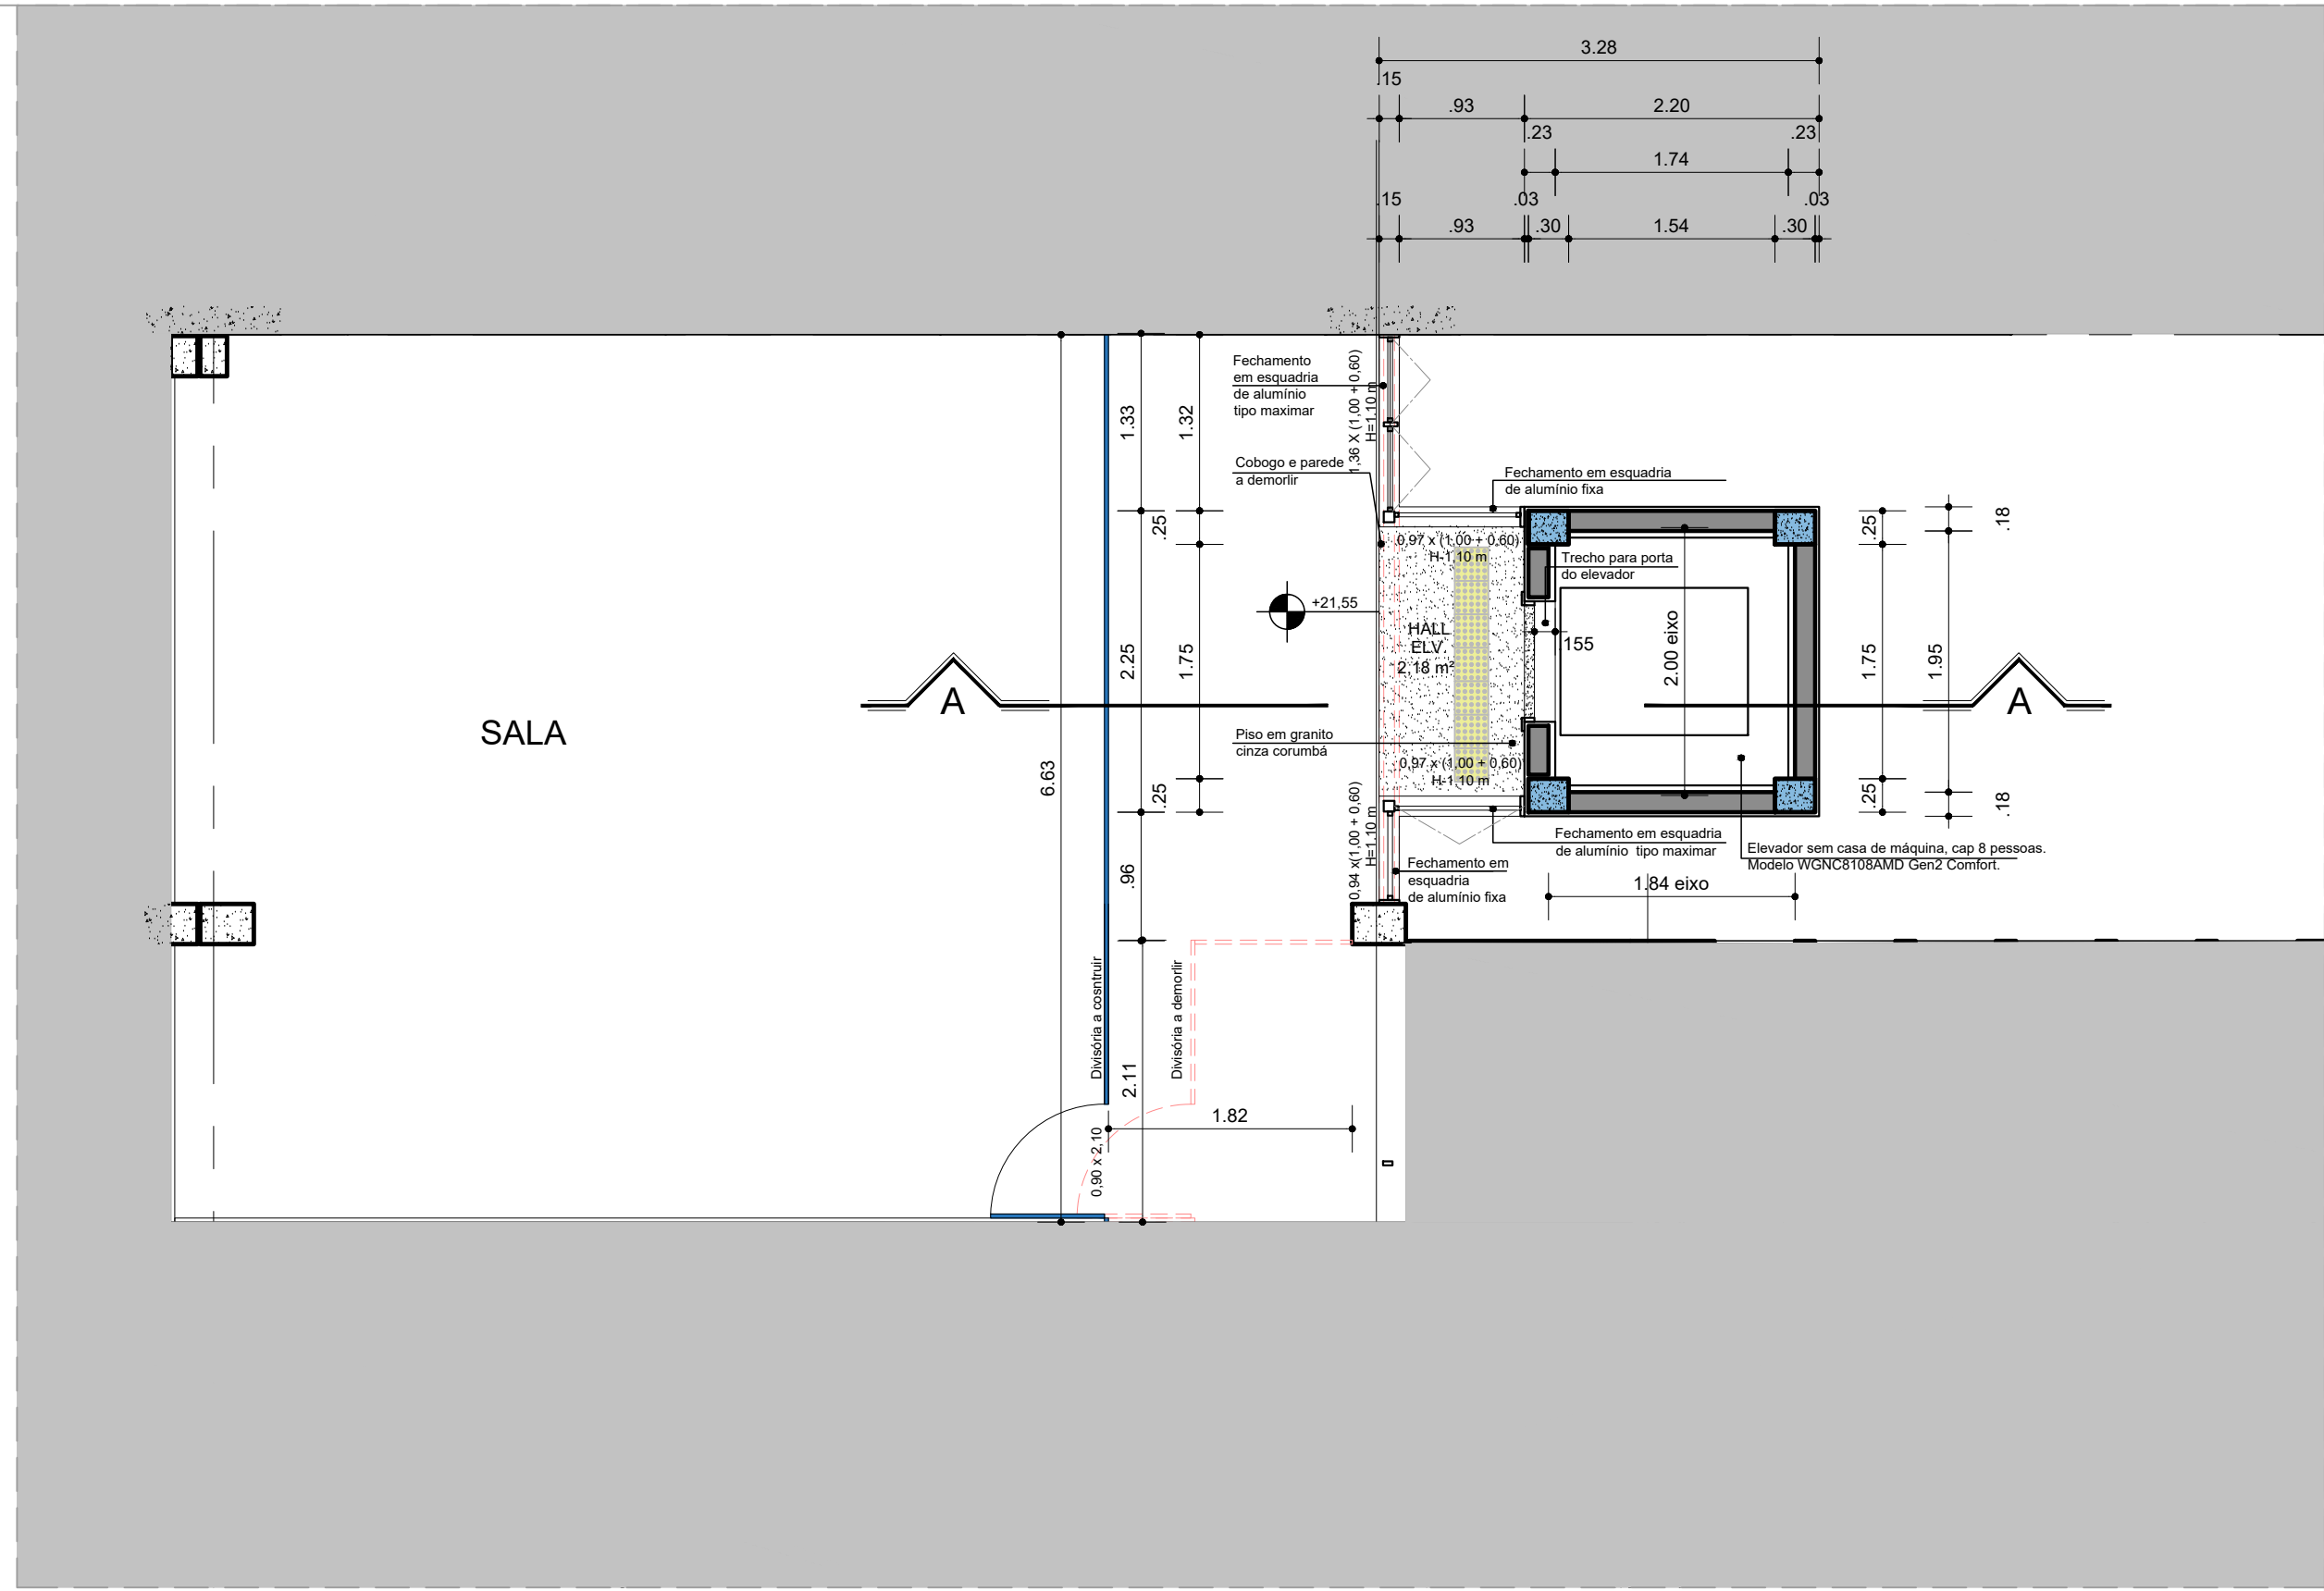 3.28
.15
.93
2.20
.23
.23
1.74
.15
.03
.03
.93
.30
1.54
.30
Fechamento
em esquadria
de alumínio
tipo maximar
1,36 X (1,00 + 0,60)
H=1.10 m
1.33
1.32
Cobogo e parede
a demorlir
Fechamento em esquadria
de alumínio fixa
.25
.25
.18
0,97 x (1,00 + 0,60)
H-1,10 m
Trecho para porta
do elevador
+21,55
HALL
ELV.
2,18 m²
.155
2.00 eixo
2.25
1.75
1.75
1.95
A
A
SALA
Piso em granito
cinza corumbá
0,97 x (1,00 + 0,60)
H-1,10 m
6.63
.25
.25
.18
0,94 x(1,00 + 0,60)
H=1.10 m
Fechamento em esquadria
de alumínio tipo maximar
Elevador sem casa de máquina, cap 8 pessoas.
Modelo WGNC8108AMD Gen2 Comfort.
.96
Fechamento em
esquadria
de alumínio fixa
1.84 eixo
Divisória a cosntruir
Divisória a demorlir
2.11
1.82
0,90 x 2,10